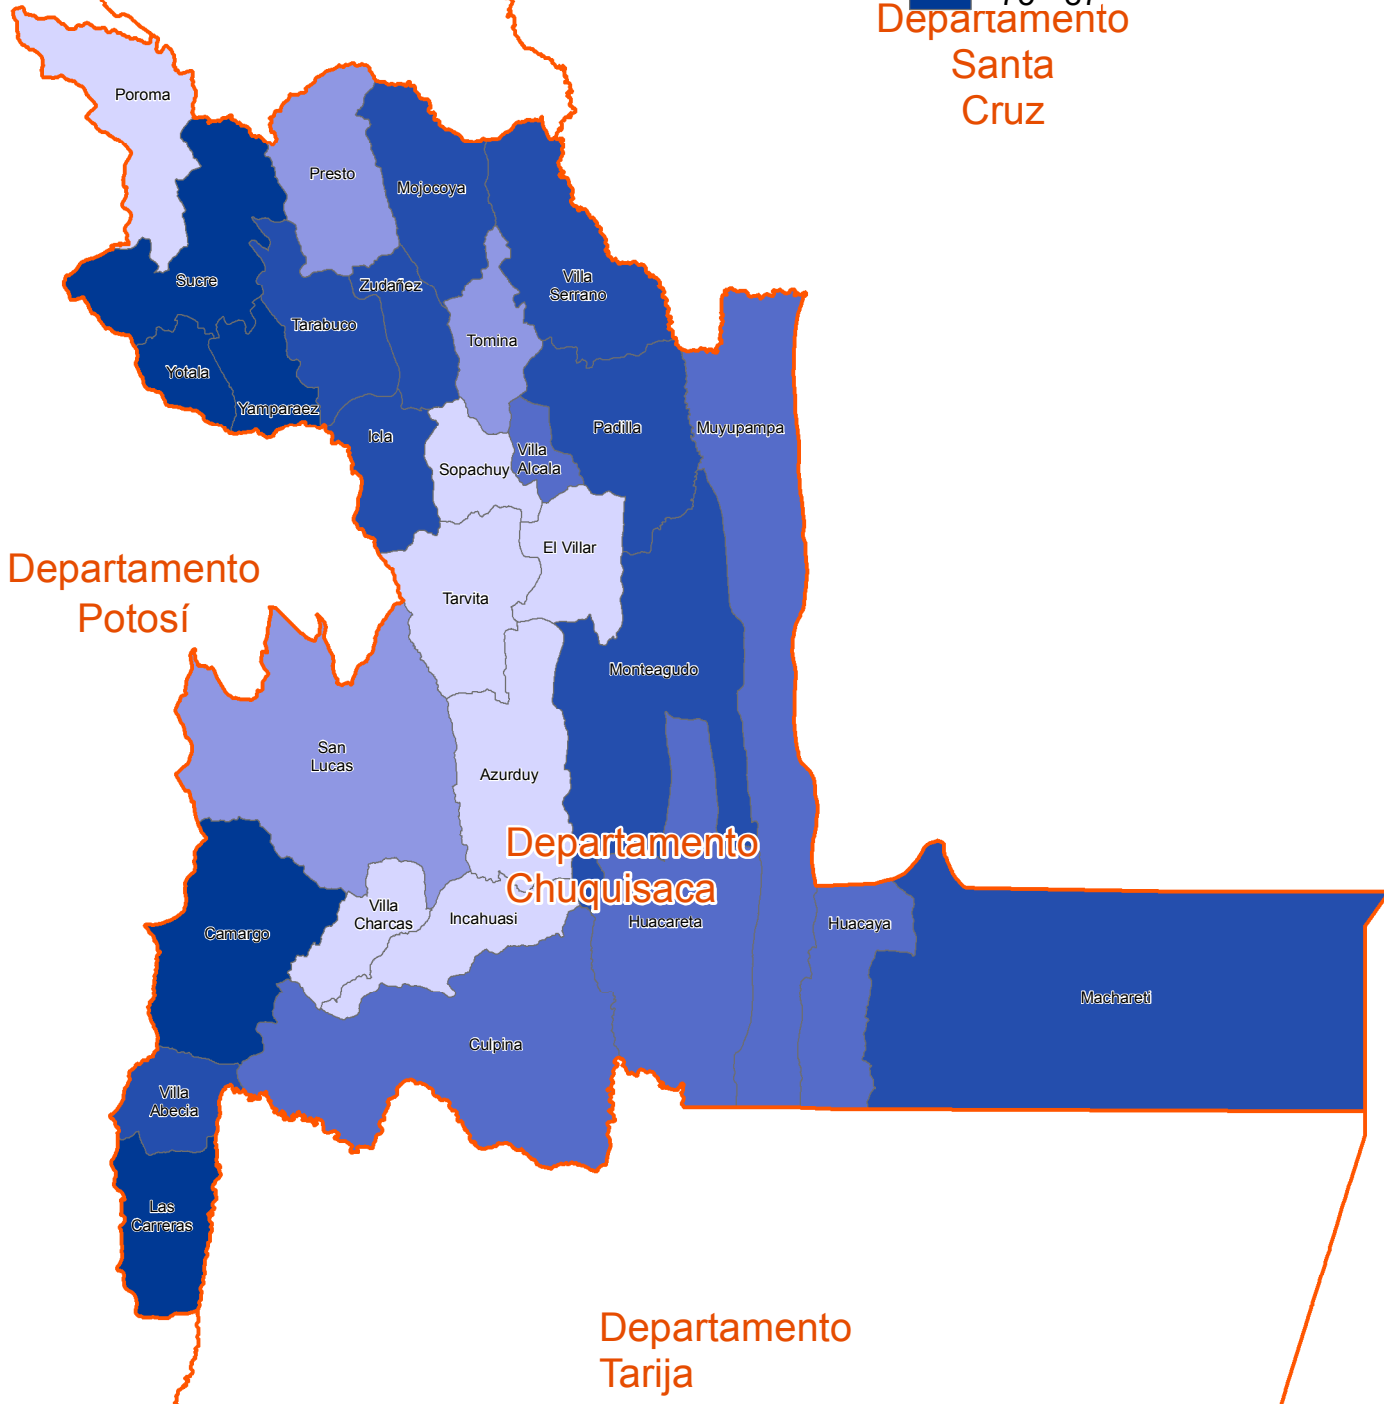 Departamento
Santa
Cruz
Poroma
Presto
Mojocoya
Sucre
Zudañez
Villa
Serrano
Tarabuco
Tomina
Yotala
Yamparaez
Icla
Padilla
Muyupampa
Villa
Alcala
Sopachuy
El Villar
Departamento
Potosí
Tarvita
Monteagudo
San
Lucas
Azurduy
Departamento
Chuquisaca
Villa
Charcas
Incahuasi
Huacareta
Huacaya
Camargo
Machareti
Culpina
Villa
Abecia
Las
Carreras
Departamento
Tarija